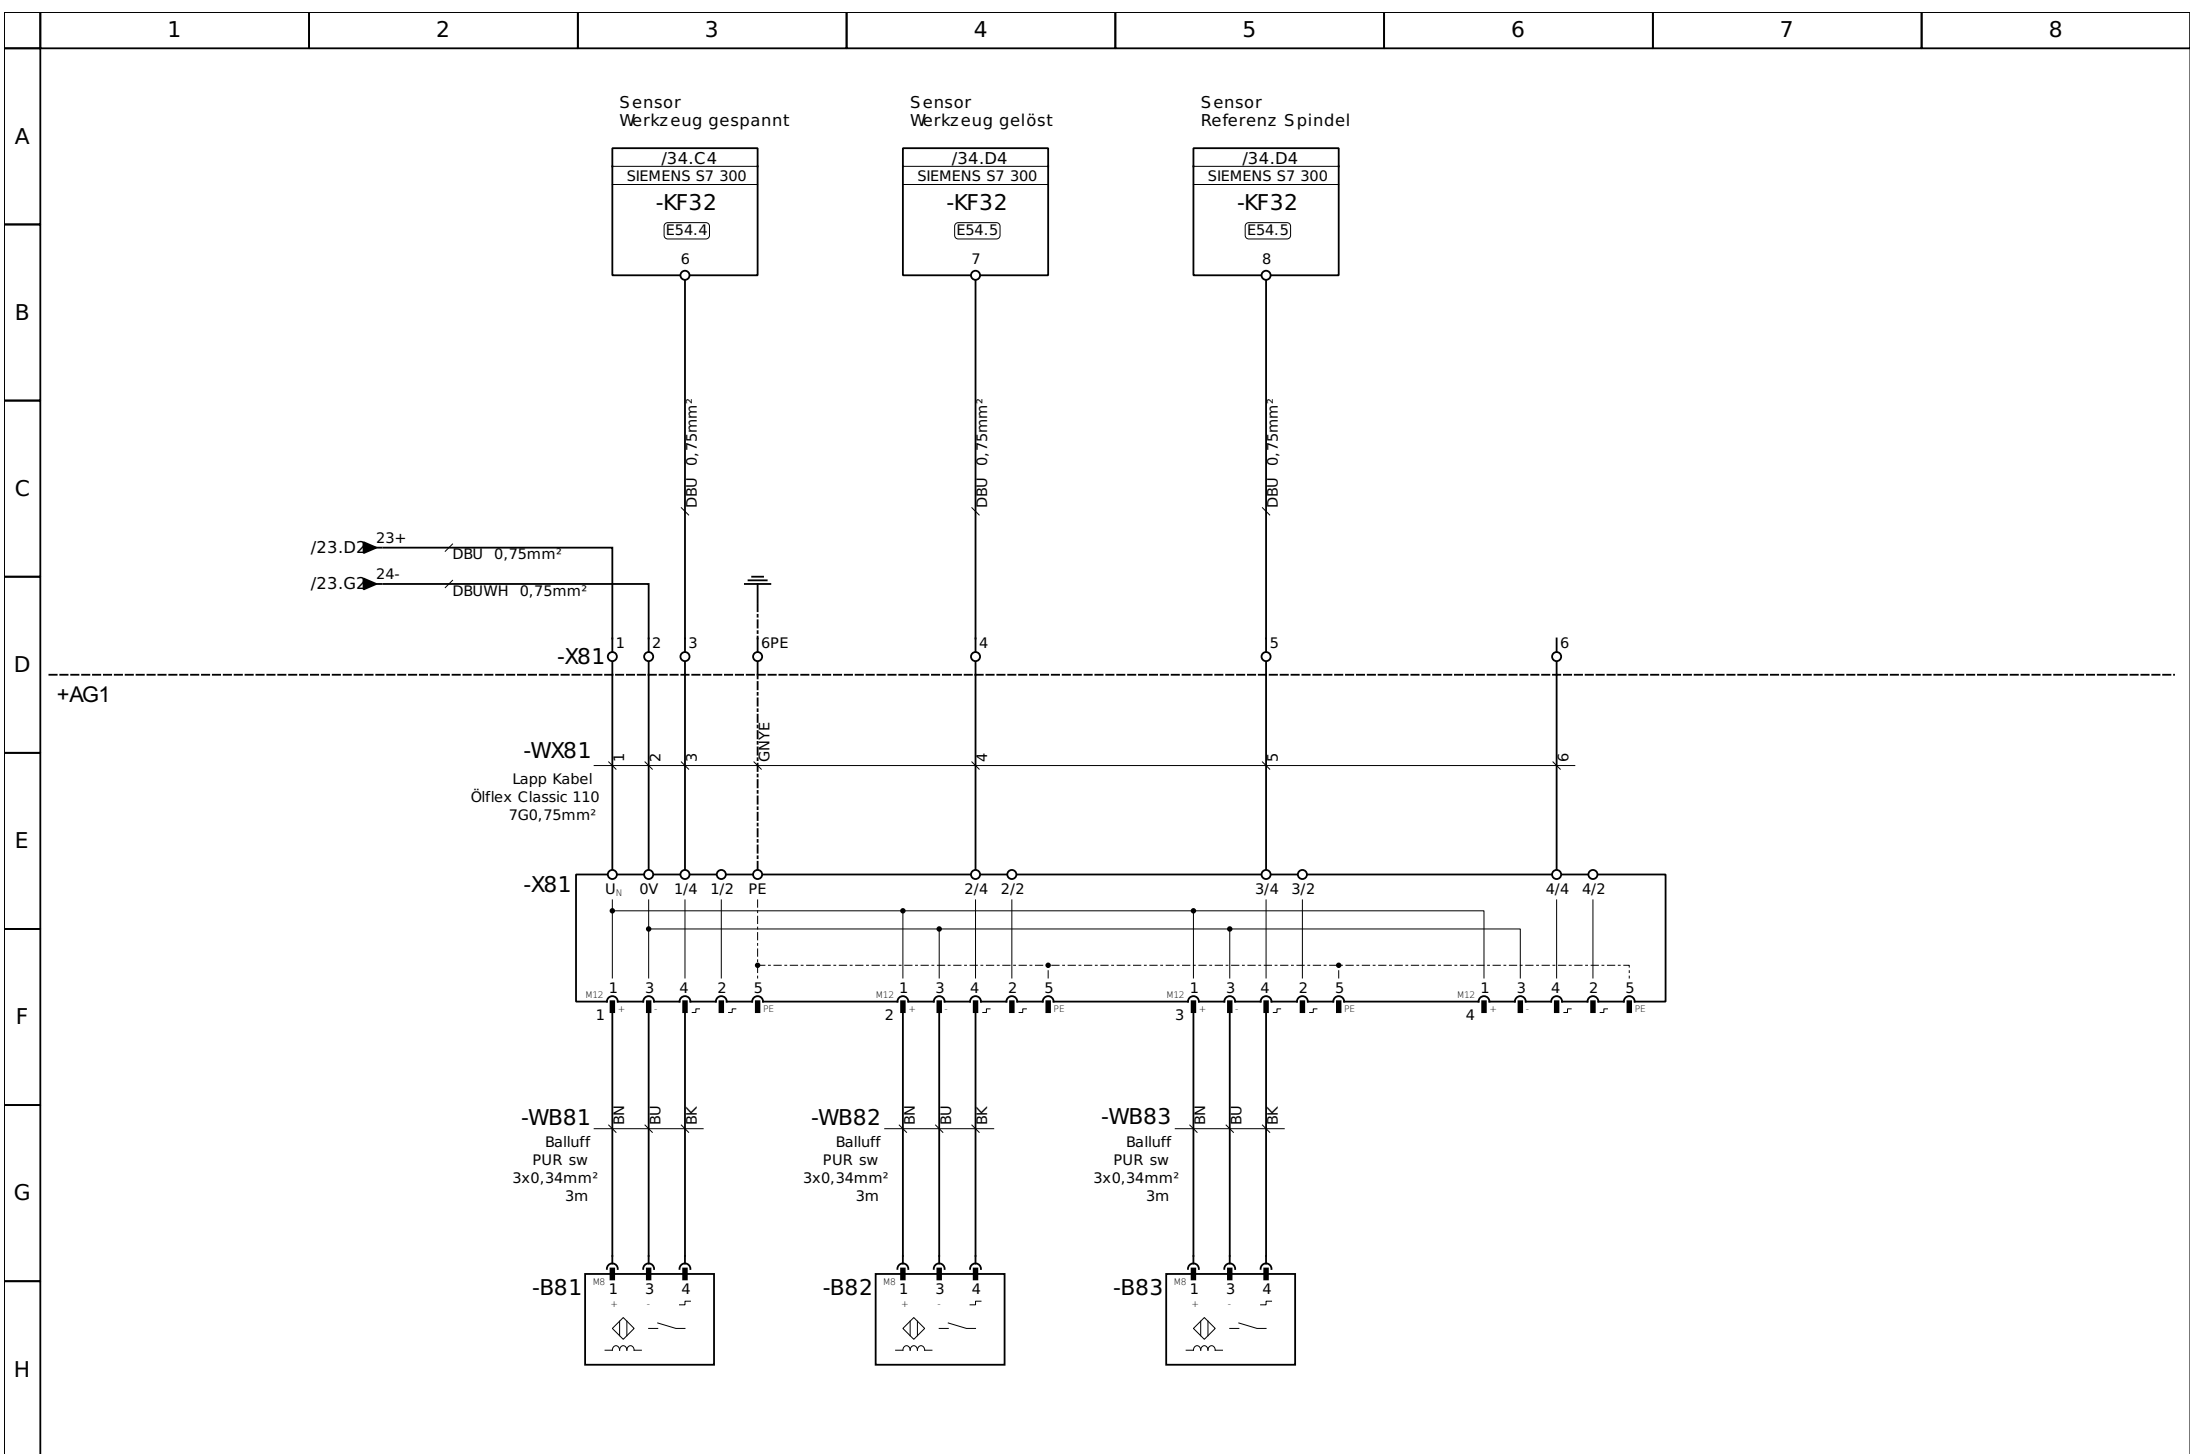 1 2 3 4 5 6 7 8
A
B
C
D
E
F
G
H
Sensor
Werkzeug gespannt
Sensor
Werkzeug gelöst
Sensor
Referenz Spindel
/34.C4
SIEMENS S7 300
-KF32
E54.4
6
/34.D4
SIEMENS S7 300
-KF32
E54.5
7
/34.D4
SIEMENS S7 300
-KF32
E54.5
8
DBU 0,75mm²
DBU 0,75mm²
DBU 0,75mm²
/23.D2 23+
DBU 0,75mm²
/23.G2 24-
DBUWH 0,75mm²
-X81 1 2 3 6PE 4 5 6
+AG1
-WX81 1 2 3 GNYE 4 5 6
Lapp Kabel
Ölflex Classic 110
7G0,75mm²
-X81 UN 0V 1/4 1/2 PE 2/4 2/2 3/4 3/2 4/4 4/2
M12 1 3 4 2 5 M12 1 3 4 2 5 M12 1 3 4 2 5 M12 1 3 4 2 5
1 + - PE 2 + - PE 3 + - PE 4 + - PE
-WB81 BN BU BK
Balluff
PUR sw
3x0,34mm²
3m
-WB82 BN BU BK
Balluff
PUR sw
3x0,34mm²
3m
-WB83 BN BU BK
Balluff
PUR sw
3x0,34mm²
3m
-B81 M8 1 3 4
+ -
-B82 M8 1 3 4
+ -
-B83 M8 1 3 4
+ -